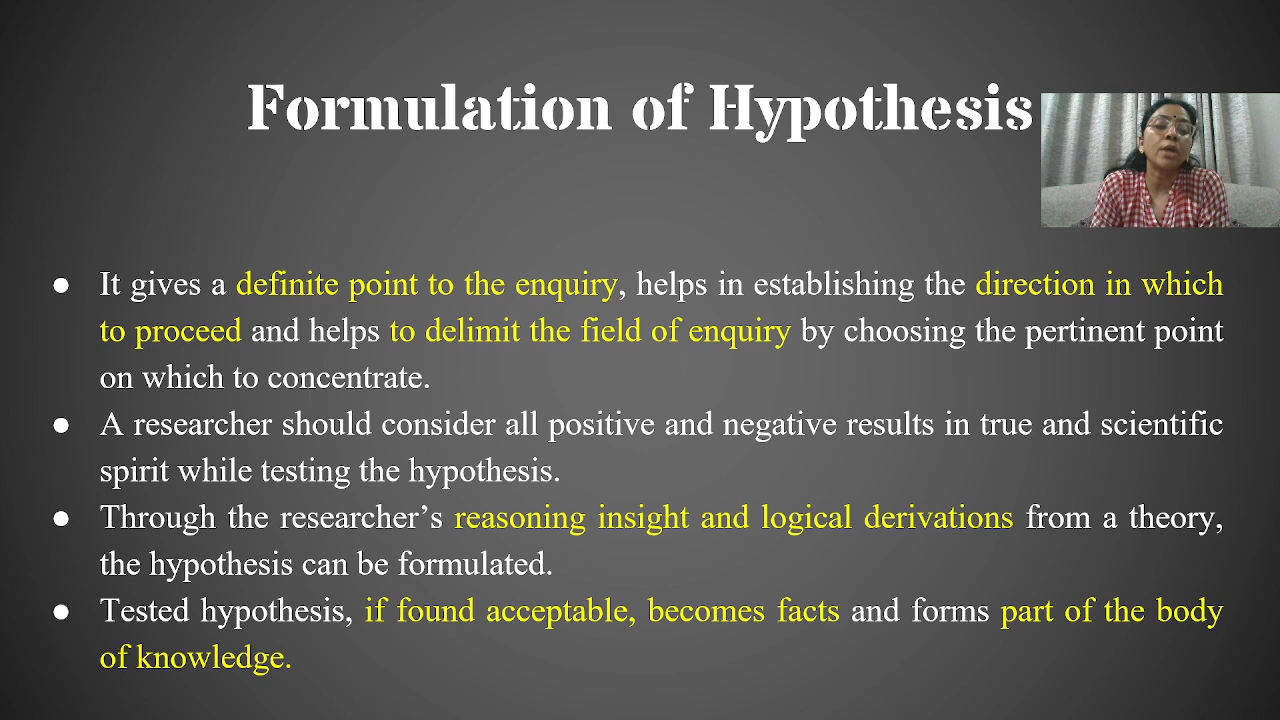 Formulation of Hypothesis
● It gives a definite point to the enquiry, helps in establishing the direction in which
to proceed and helps to delimit the field of enquiry by choosing the pertinent point
on which to concentrate.
● A researcher should consider all positive and negative results in true and scientific
spirit while testing the hypothesis.
● Through the researcher’s reasoning insight and logical derivations from a theory,
the hypothesis can be formulated.
● Tested hypothesis, if found acceptable, becomes facts and forms part of the body
of knowledge.